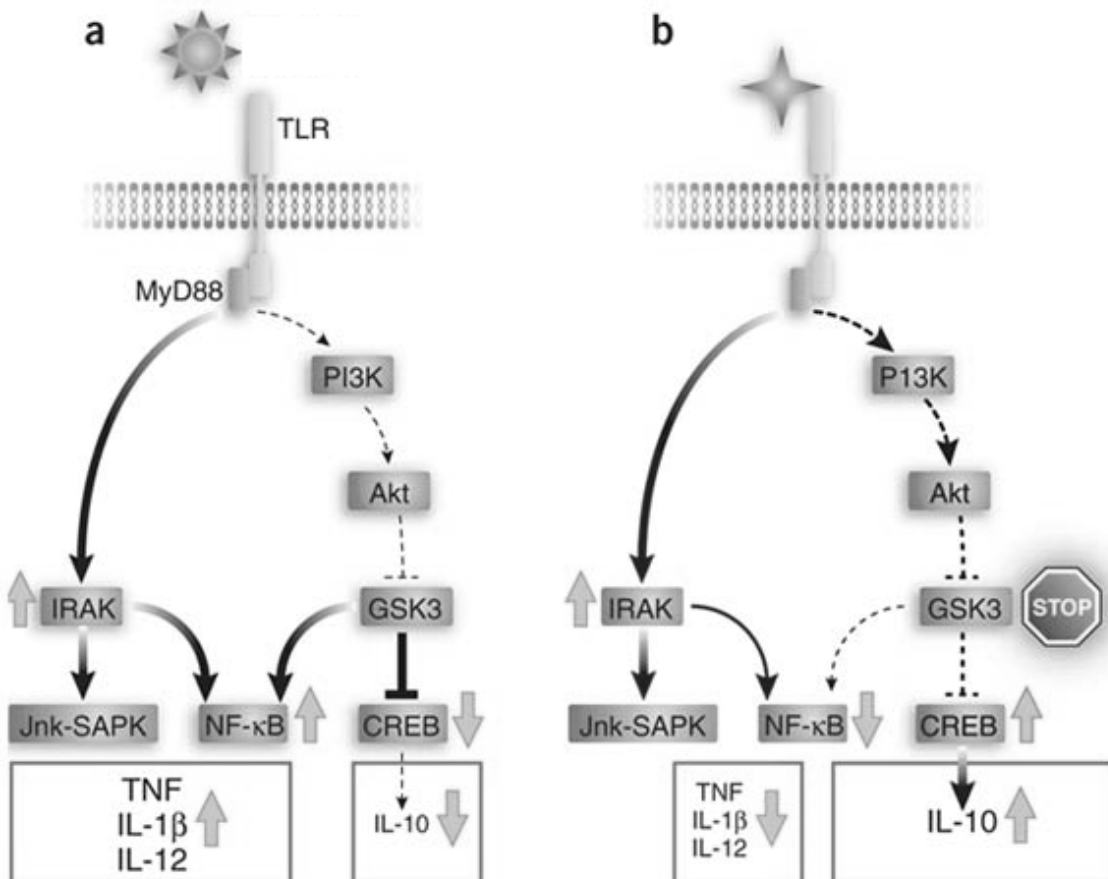 a
TLR
MyD88
PI3K
Akt
IRAK
GSK3
Jnk-SAPK
NF-κB
CREB
TNF
IL-1β
IL-12
IL-10
b
P13K
Akt
IRAK
GSK3
STOP
Jnk-SAPK
NF-κB
CREB
TNF
IL-1β
IL-12
IL-10